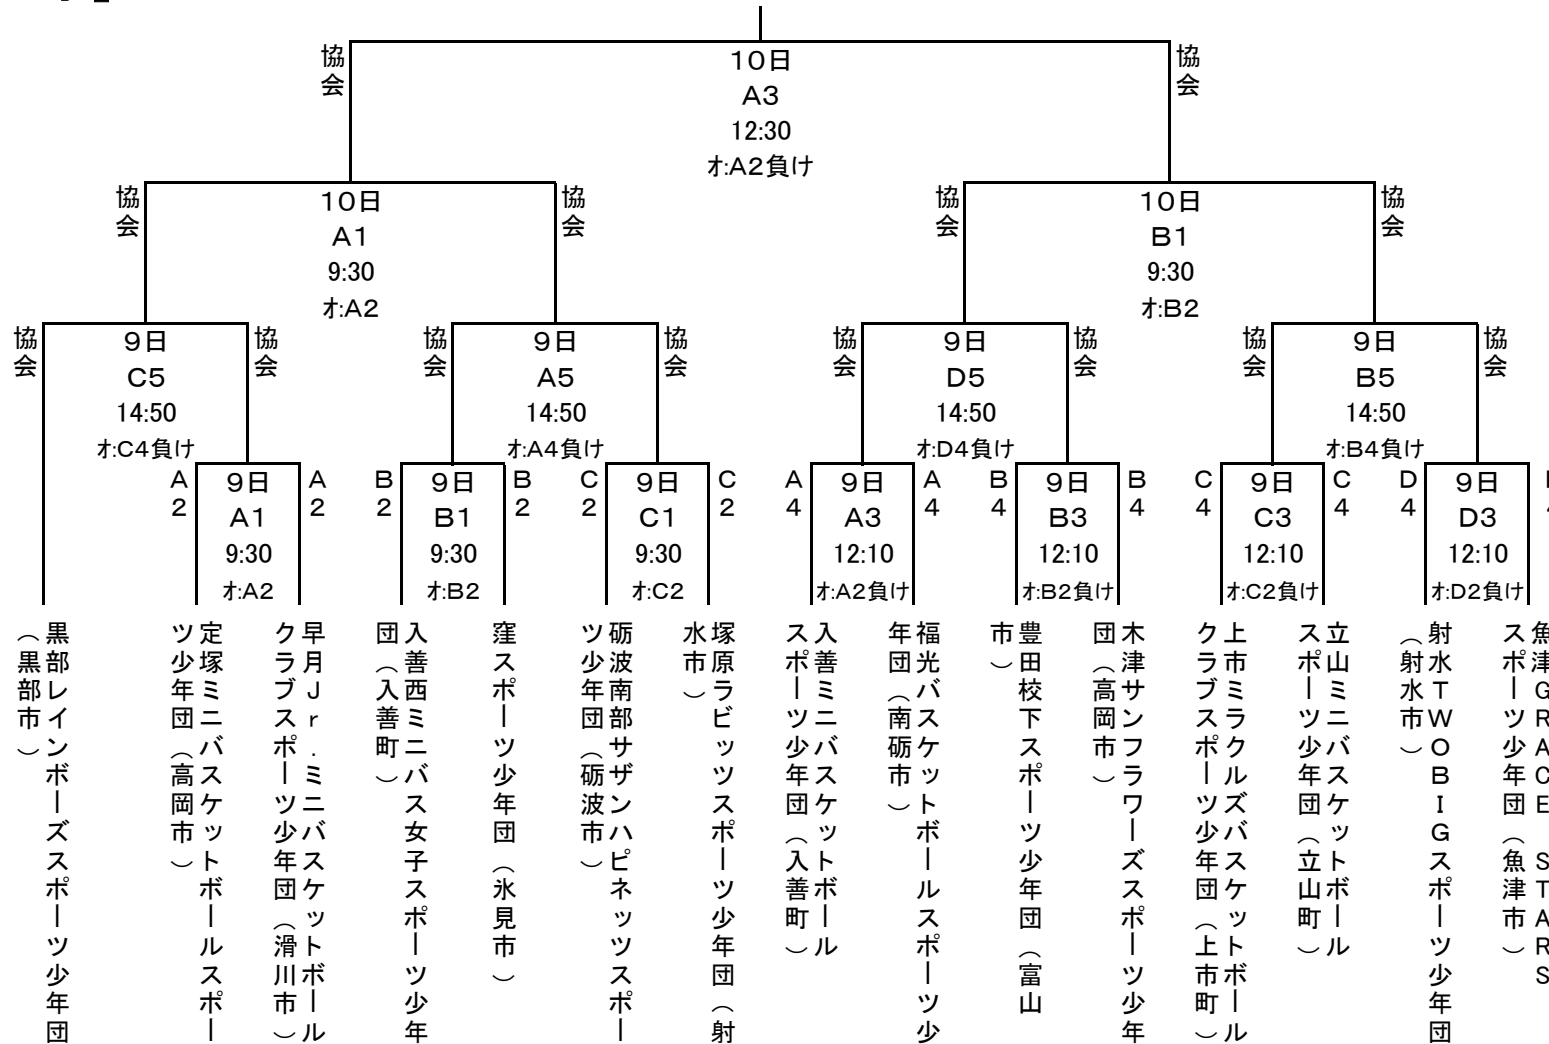 協会
10日
A3
12:30
ｵ:A2負け
協会
協会
10日
A1
9:30
ｵ:A2
協会
協会
10日
B1
9:30
ｵ:B2
協会
協会
9日
C5
14:50
ｵ:C4負け
協会
協会
9日
A5
14:50
ｵ:A4負け
協会
協会
9日
D5
14:50
ｵ:D4負け
協会
協会
9日
B5
14:50
ｵ:B4負け
協会
A2
9日
A1
9:30
ｵ:A2
A2
B2
9日
B1
9:30
ｵ:B2
B2
C2
9日
C1
9:30
ｵ:C2
C2
A4
9日
A3
12:10
ｵ:A2負け
A4
B4
9日
B3
12:10
ｵ:B2負け
B4
C4
9日
C3
12:10
ｵ:C2負け
C4
D4
9日
D3
12:10
ｵ:D2負け
黒部レインボーズスポーツ少年団
（黒部市）
定塚ミニバスケットボールスポー
ツ少年団（高岡市）
早月Jr.ミニバスケットボール
クラブスポーツ少年団（滑川市）
入善西ミニバス女子スポーツ少年
団（入善町）
窪スポーツ少年団（氷見市）
砺波南部サザンハピネッツスポー
ツ少年団（砺波市）
塚原ラビッツスポーツ少年団（射
水市）
入善ミニバスケットボール
スポーツ少年団（入善町）
福光バスケットボールスポーツ少
年団（南砺市）
豊田校下スポーツ少年団（富山
市）
木津サンフラワーズスポーツ少年
団（高岡市）
上市ミラクルズバスケットボール
クラブスポーツ少年団（上市町）
立山ミニバスケットボール
スポーツ少年団（立山町）
射水TWOBIGスポーツ少年団
（射水市）
魚津GRACE STARS
スポーツ少年団（魚津市）